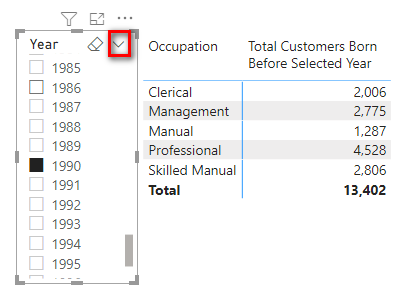 Year
1985
1986
1987
1988
1989
1990
1991
1992
1993
1994
1995
Occupation Total Customers Born
Before Selected Year
Clerical 2,006
Management 2,775
Manual 1,287
Professional 4,528
Skilled Manual 2,806
Total 13,402